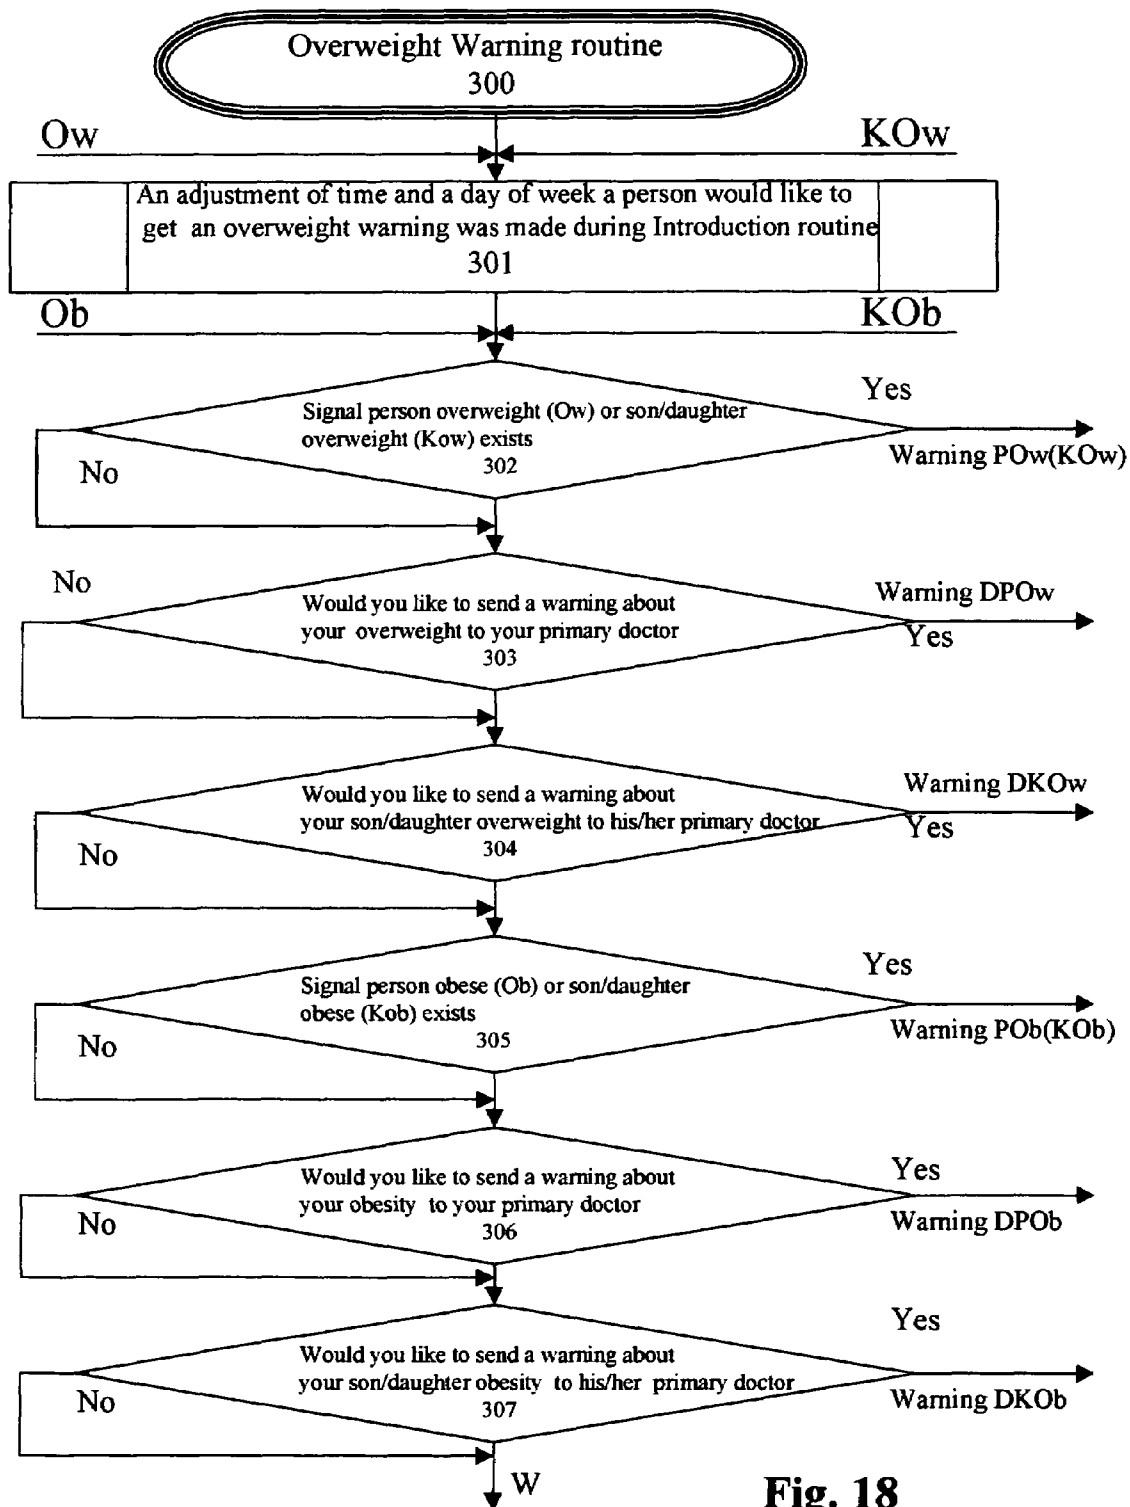 Overweight Warning routine
300
Ow
KOw
An adjustment of time and a day of week a person would like to
get an overweight warning was made during Introduction routine
301
Ob
KOb
Signal person overweight (Ow) or son/daughter
overweight (Kow) exists
302
Yes
Warning POw(KOw)
No
No
Would you like to send a warning about
your overweight to your primary doctor
303
Warning DPOw
Yes
Would you like to send a warning about
your son/daughter overweight to his/her primary doctor
304
Warning DKOw
Yes
No
Signal person obese (Ob) or son/daughter
obese (Kob) exists
305
Yes
Warning POb(KOb)
No
Would you like to send a warning about
your obesity to your primary doctor
306
Yes
Warning DPOb
No
Would you like to send a warning about
your son/daughter obesity to his/her primary doctor
307
Yes
Warning DKOb
No
W
Fig. 18